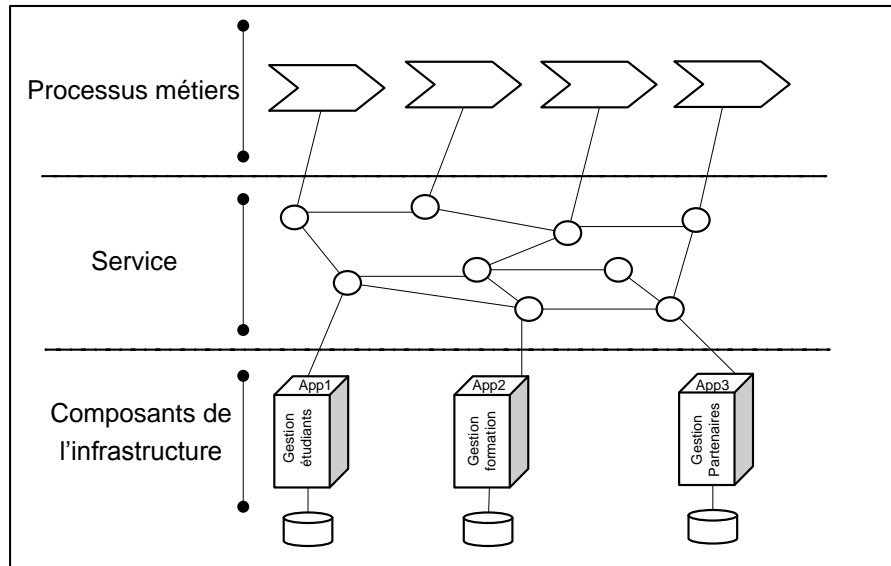 Processus métiers
Service
Composants de
l'infrastructure
App1
Gestion
étudiants
App2
Gestion
formation
App3
Gestion
Partenaires